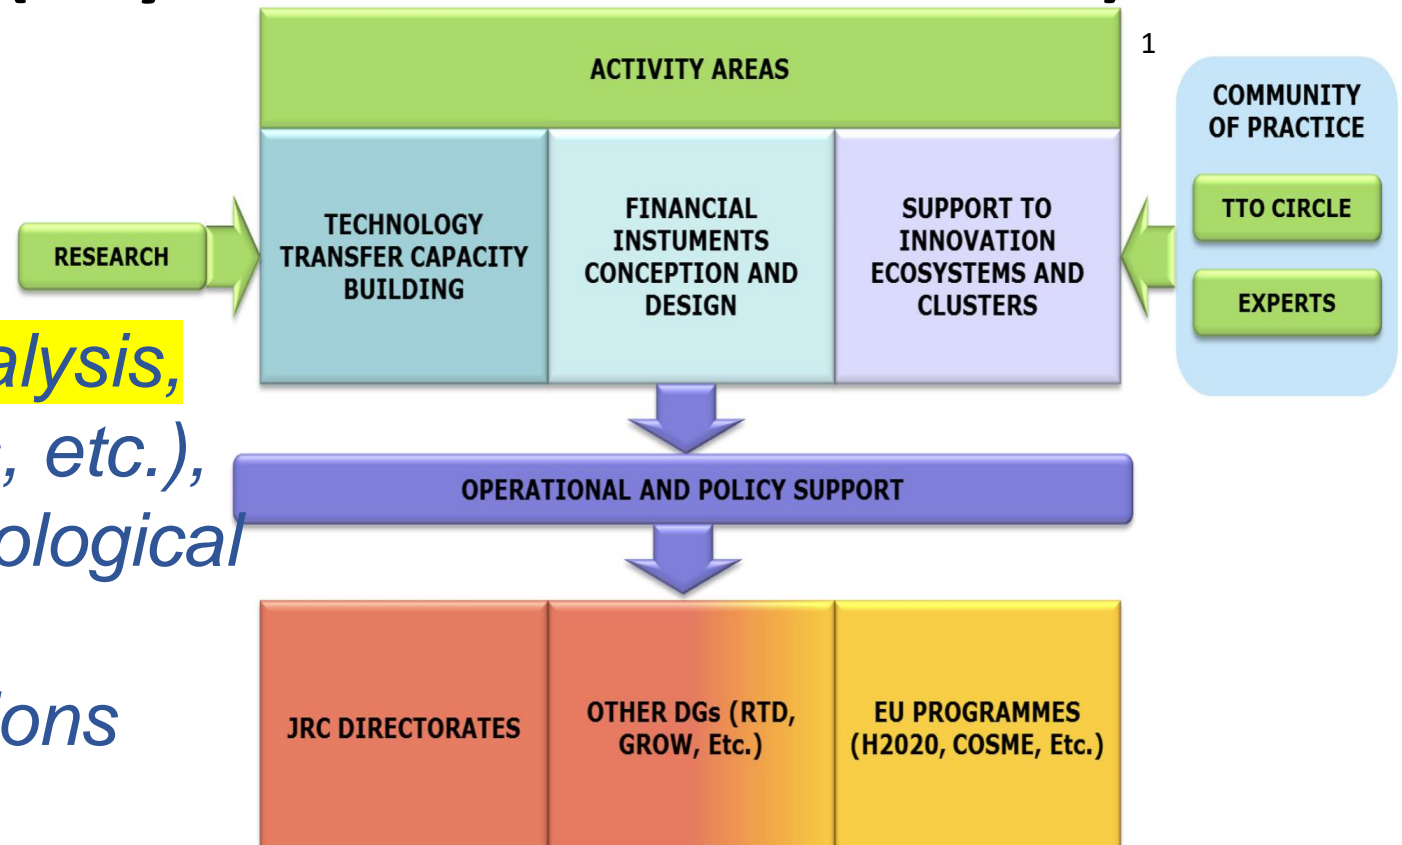 ACTIVITY AREAS
1
COMMUNITY
OF PRACTICE
TTO CIRCLE
EXPERTS
RESEARCH
TECHNOLOGY
TRANSFER CAPACITY
BUILDING
FINANCIAL
INSTUMENTS
CONCEPTION AND
DESIGN
SUPPORT TO
INNOVATION
ECOSYSTEMS AND
CLUSTERS
alysis,
, etc.),
ological
ions
OPERATIONAL AND POLICY SUPPORT
JRC DIRECTORATES
OTHER DGs (RTD,
GROW, Etc.)
EU PROGRAMMES
(H2020, COSME, Etc.)